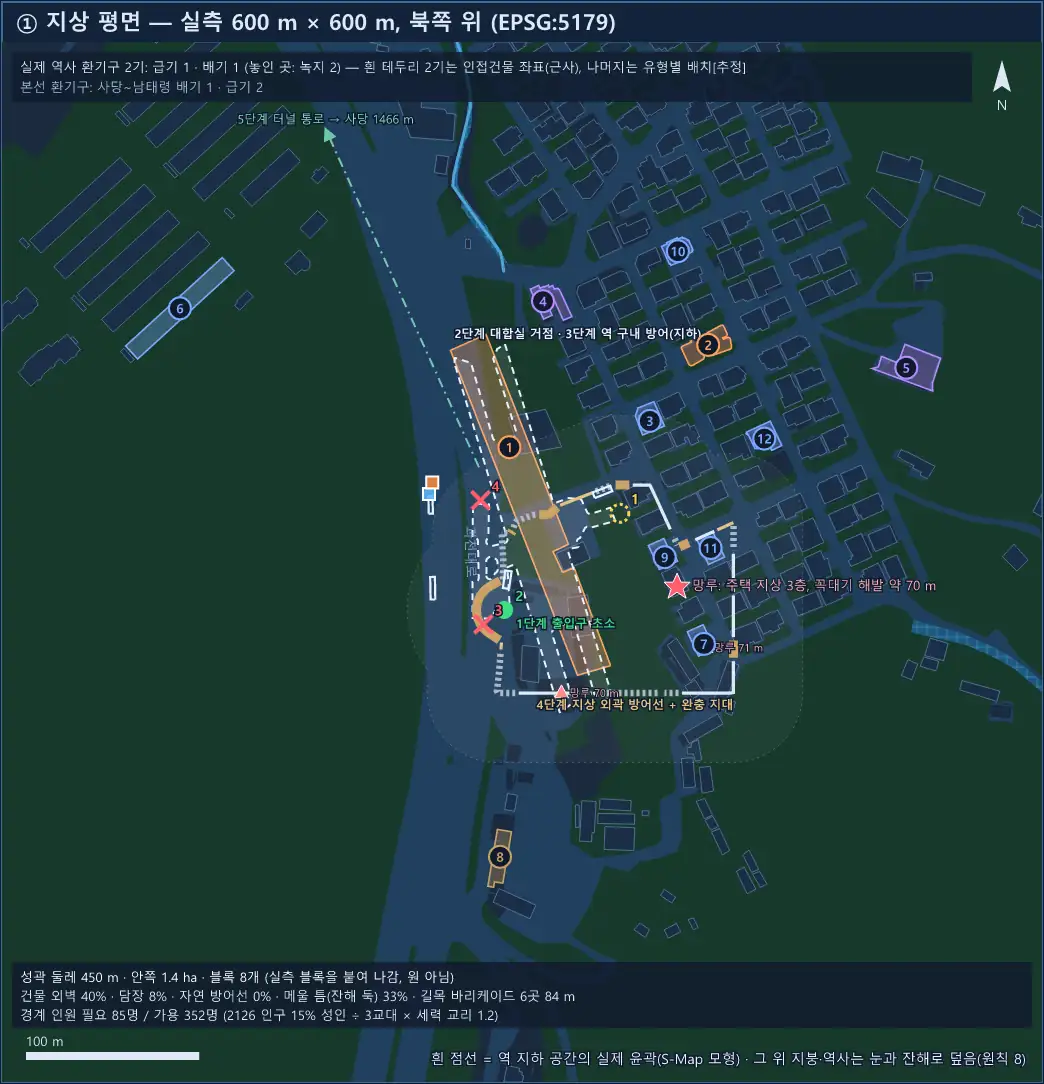 ① 지상 평면 — 실측 600 m × 600 m, 북쪽 위 (EPSG:5179)
실제 역사 환기구 2기: 급기 1 · 배기 1 (놓인 곳: 녹지 2) — 흰 테두리 2기는 인접건물 좌표(근사), 나머지는 유형별 배치[추정]
본선 환기구: 사당~남태령 배기 1 · 급기 2
N
5단계 터널 통로 → 사당 1466 m
10
4
6
2단계 대합실 거점 · 3단계 역 구내 방어(지하)
2
5
3
12
1
4
1
과천대로
9
11
망루: 주택 지상 3층, 꼭대기 해발 약 70 m
2
3
1단계 출입구 초소
7
망루 71 m
망루 70 m
4단계 지상 외곽 방어선 + 완충 지대
8
성곽 둘레 450 m · 안쪽 1.4 ha · 블록 8개 (실측 블록을 붙여 나감, 원 아님)
건물 외벽 40% · 담장 8% · 자연 방어선 0% · 메울 틈(잔해 둑) 33% · 길목 바리케이드 6곳 84 m
경계 인원 필요 85명 / 가용 352명 (2126 인구 15% 성인 ÷ 3교대 × 세력 교리 1.2)
100 m
흰 점선 = 역 지하 공간의 실제 윤곽(S-Map 모형) · 그 위 지붕·역사는 눈과 잔해로 덮음(원칙 8)